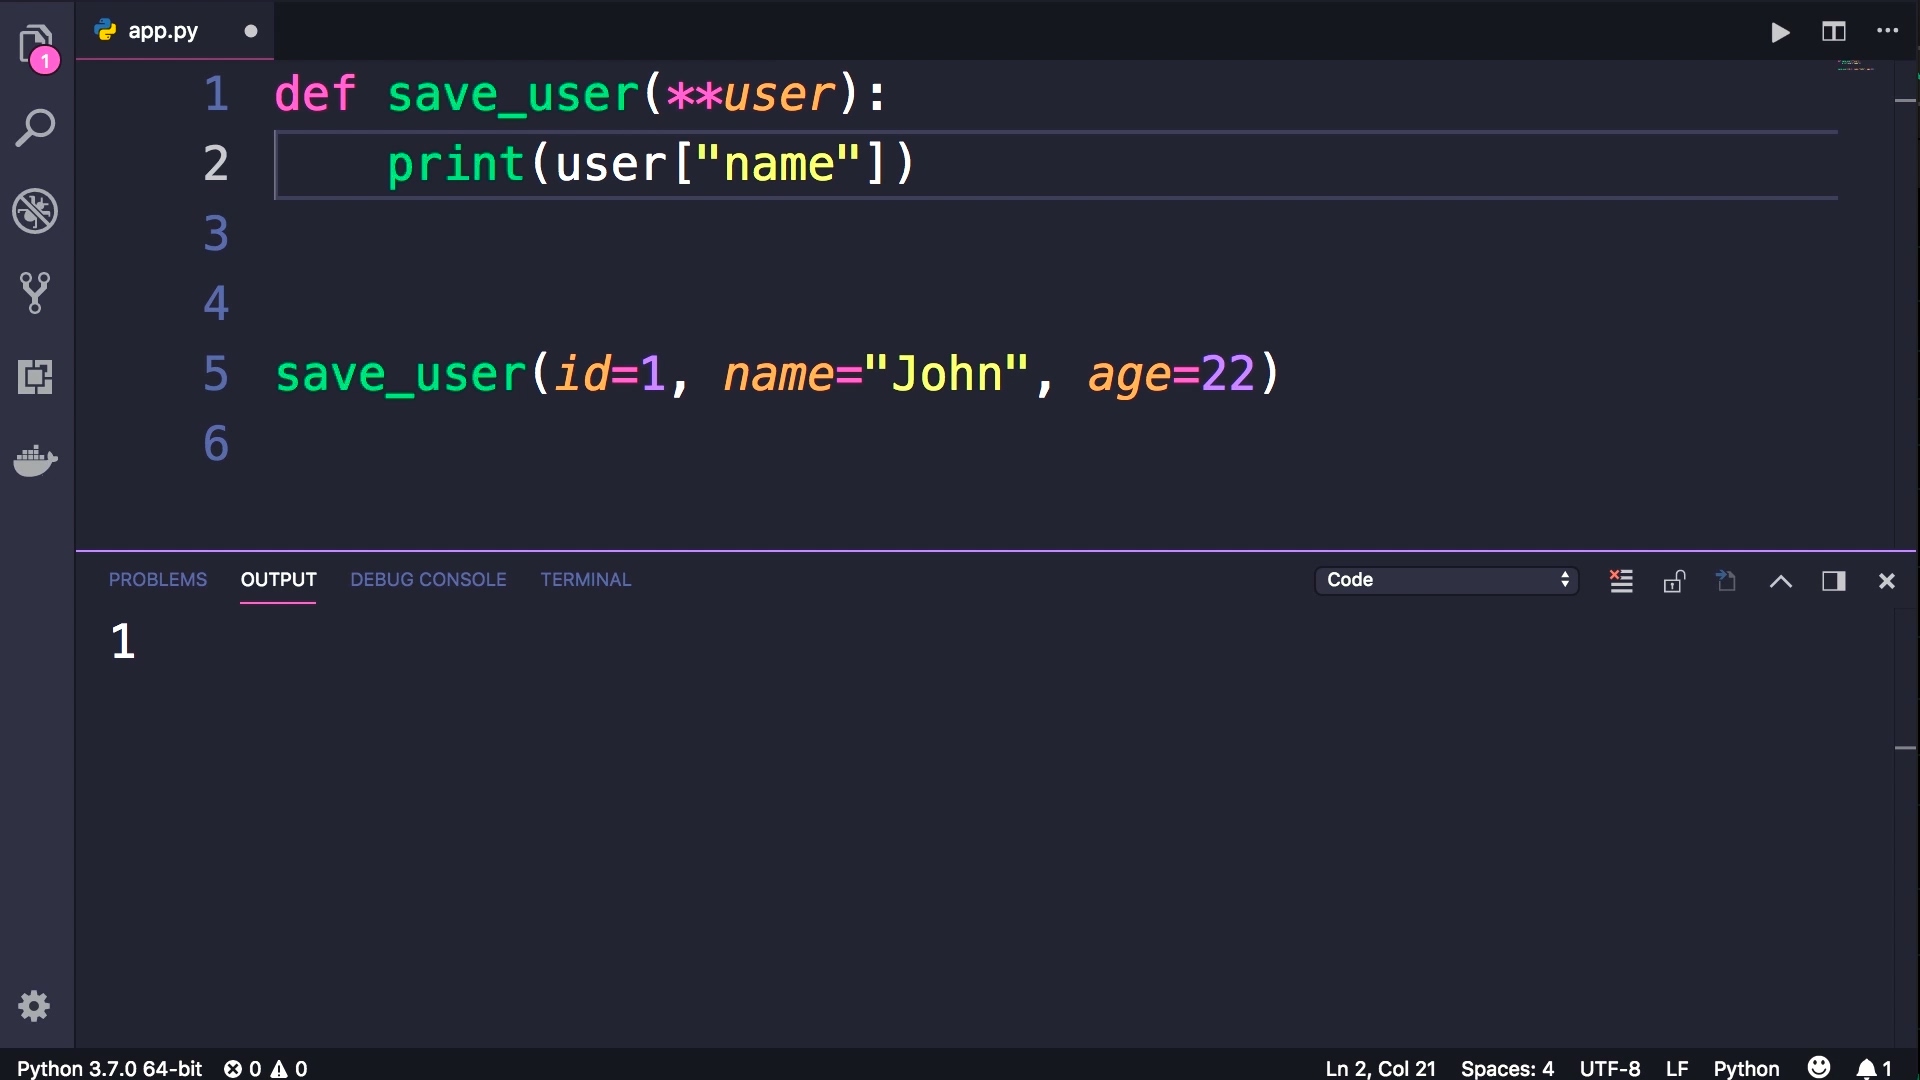 app.py
1
1 def save_user(**user):
2 print(user["name"])
3
4
5 save_user(id=1, name="John", age=22)
6
PROBLEMS OUTPUT DEBUG CONSOLE TERMINAL Code
1
Python 3.7.0 64-bit 0 0 Ln 2, Col 21 Spaces: 4 UTF-8 LF Python 1